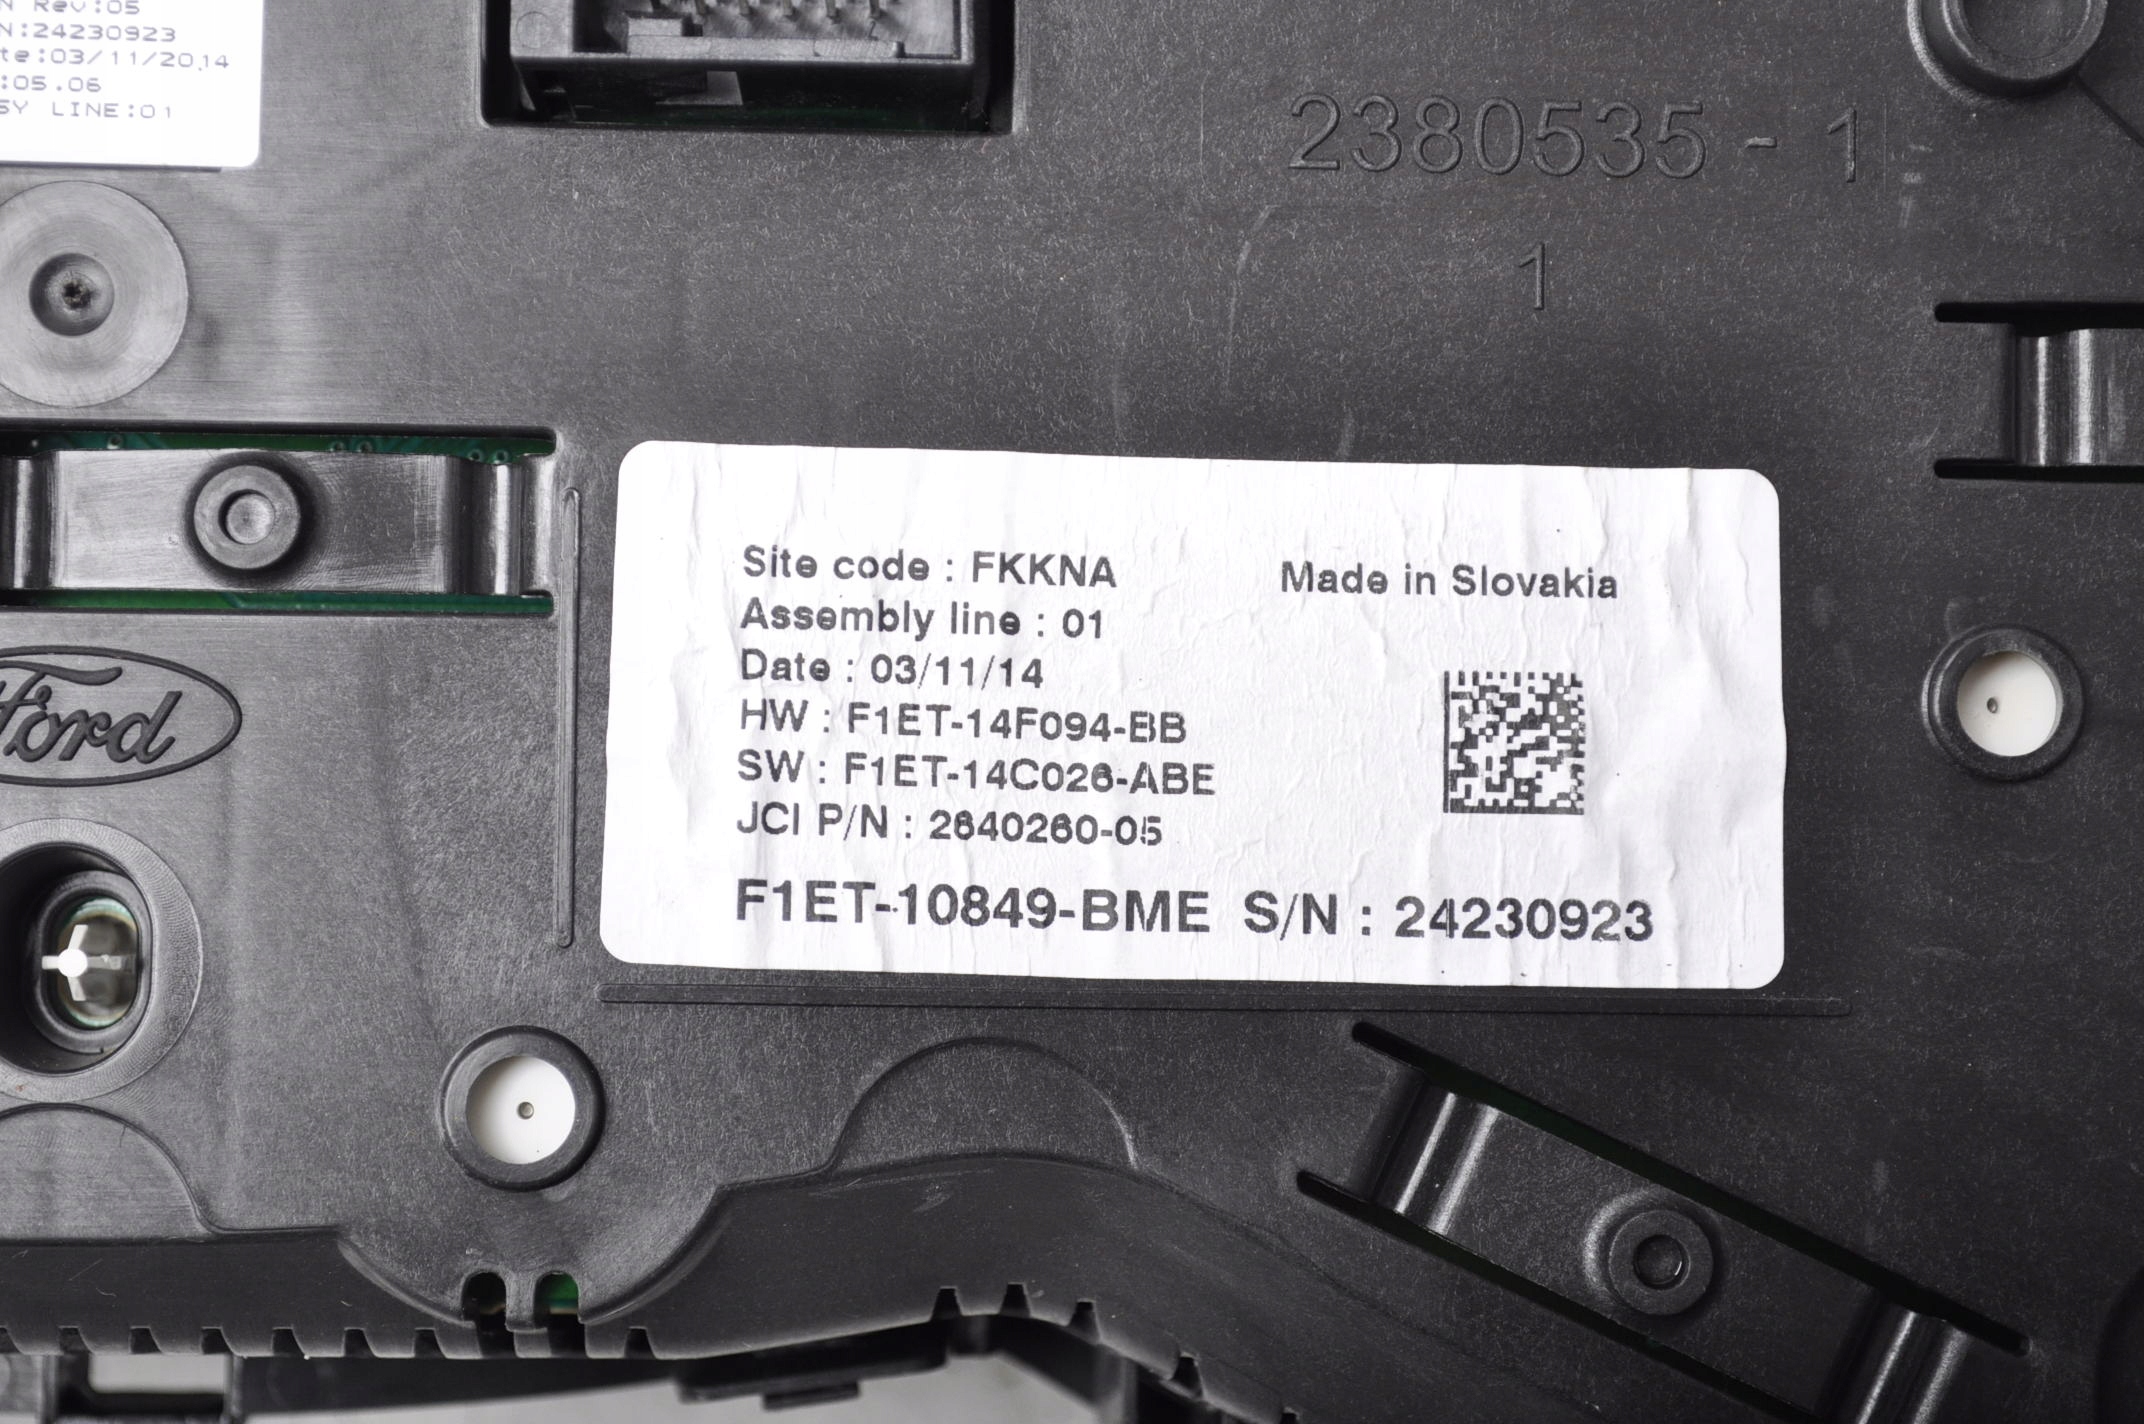 N Rev:05
N:24230923
te:03/11/2014
:05.06
SY LINE:01
2380535 - 1
1
Ford
Site code : FKKNA
Made in Slovakia
Assembly line : 01
Date : 03/11/14
HW : F1ET-14F094-BB
SW : F1ET-14C026-ABE
JCI P/N : 2640260-05
F1ET-10849-BME S/N : 24230923